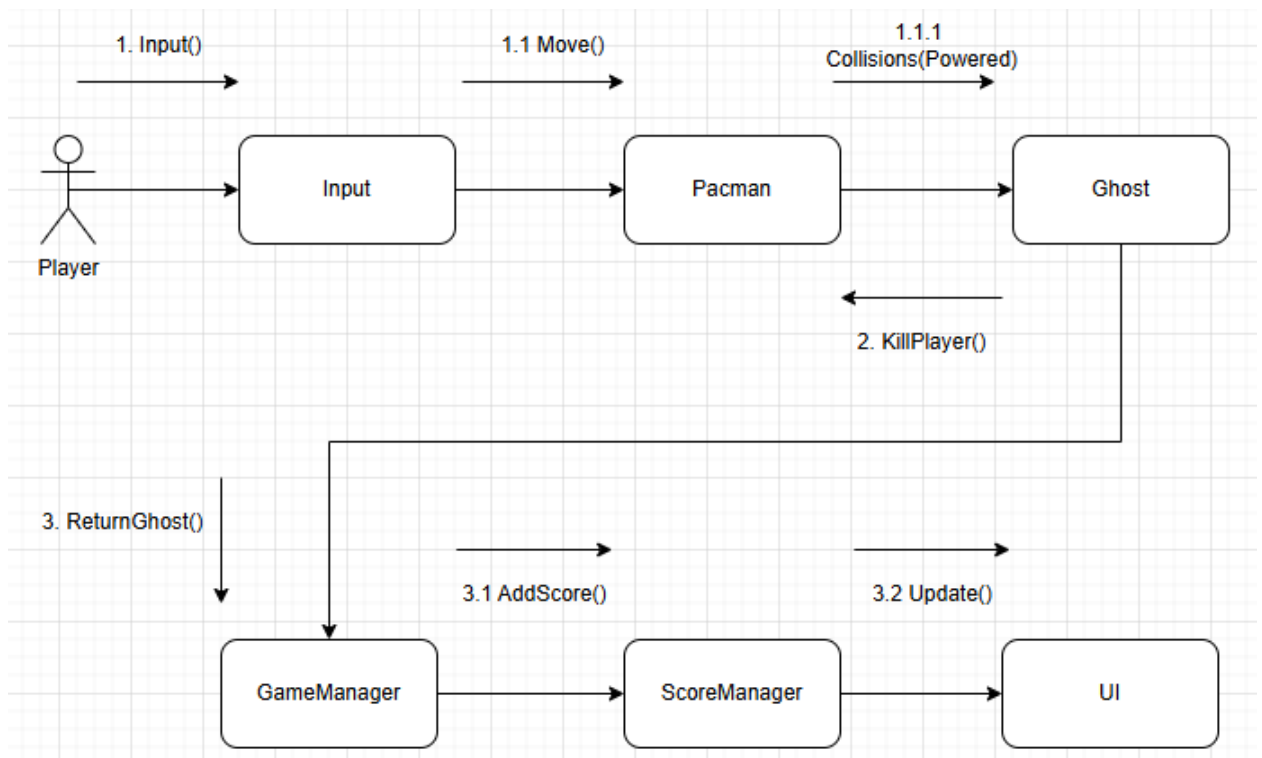 1. Input()
1.1 Move()
1.1.1
Collisions(Powered)
Input
Pacman
Ghost
Player
2. KillPlayer()
3. ReturnGhost()
3.1 AddScore()
3.2 Update()
GameManager
ScoreManager
UI